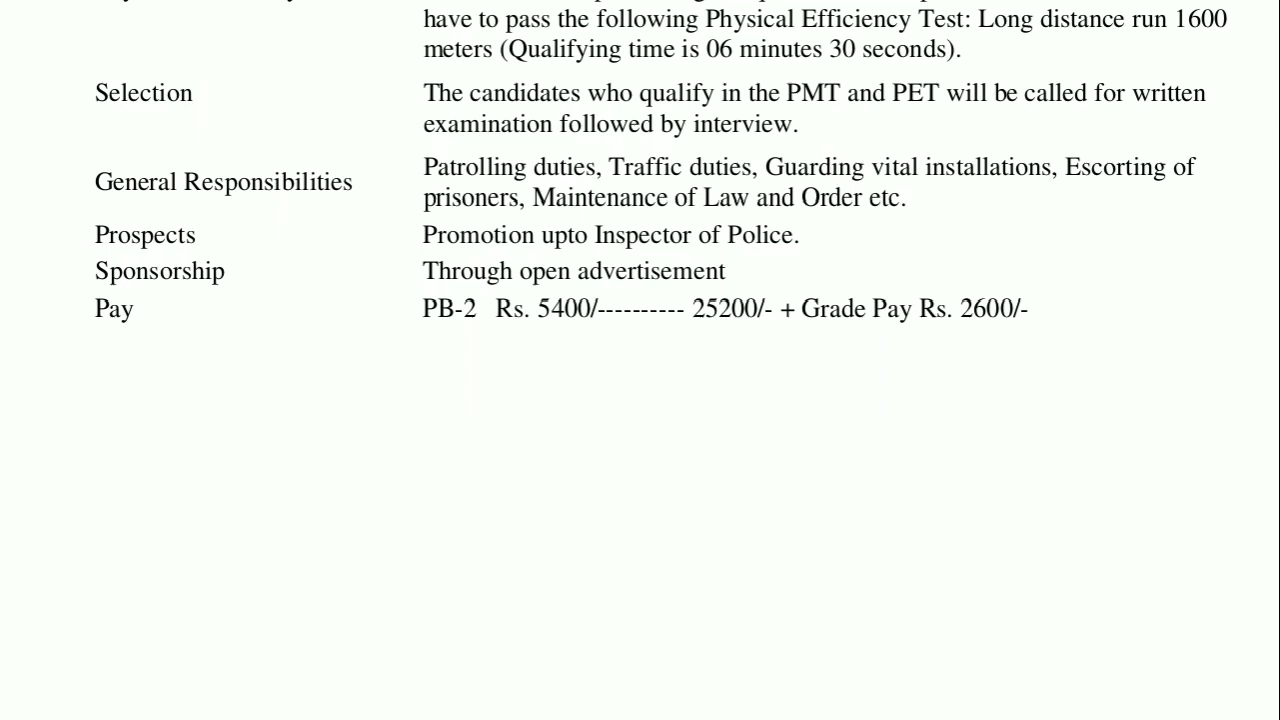 have to pass the following Physical Efficiency Test: Long distance run 1600
meters (Qualifying time is 06 minutes 30 seconds).
Selection The candidates who qualify in the PMT and PET will be called for written
examination followed by interview.
General Responsibilities Patrolling duties, Traffic duties, Guarding vital installations, Escorting of
prisoners, Maintenance of Law and Order etc.
Prospects Promotion upto Inspector of Police.
Sponsorship Through open advertisement
Pay PB-2 Rs. 5400/---------- 25200/- + Grade Pay Rs. 2600/-